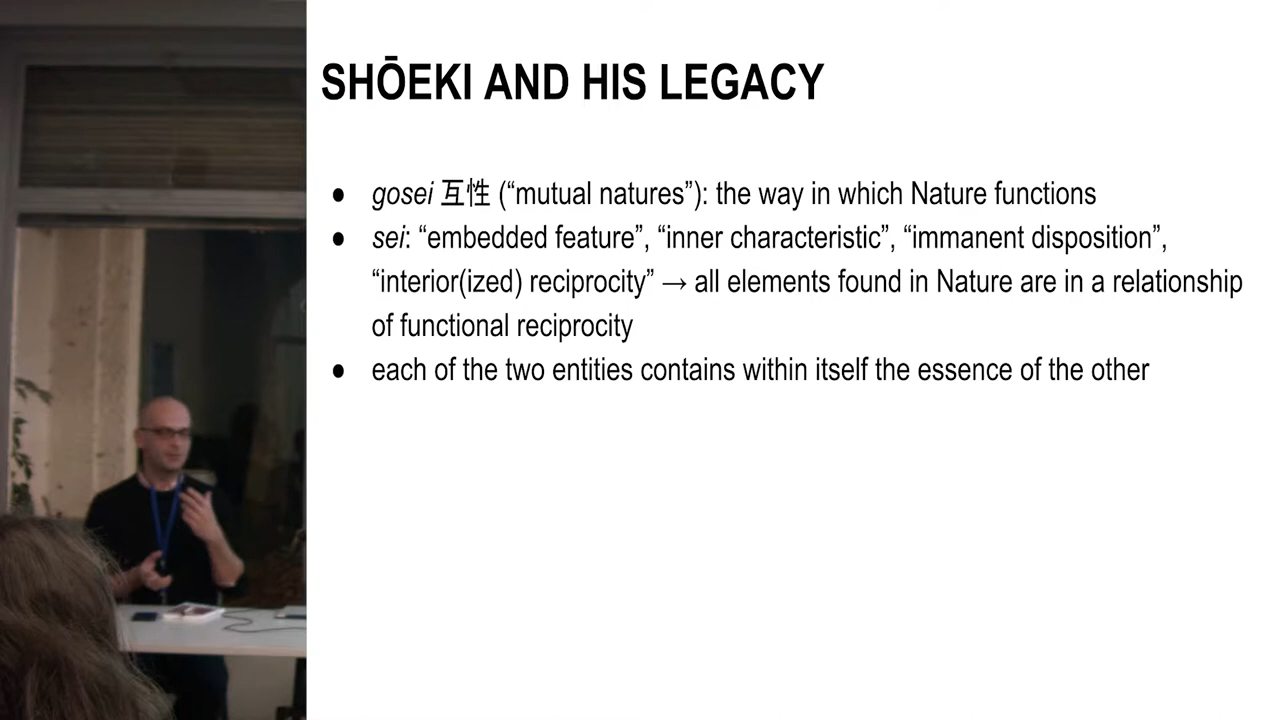 SHŌEKI AND HIS LEGACY
● gosei 互性 (“mutual natures”): the way in which Nature functions
● sei: “embedded feature”, “inner characteristic”, “immanent disposition”,
“interior(ized) reciprocity” → all elements found in Nature are in a relationship
of functional reciprocity
● each of the two entities contains within itself the essence of the other